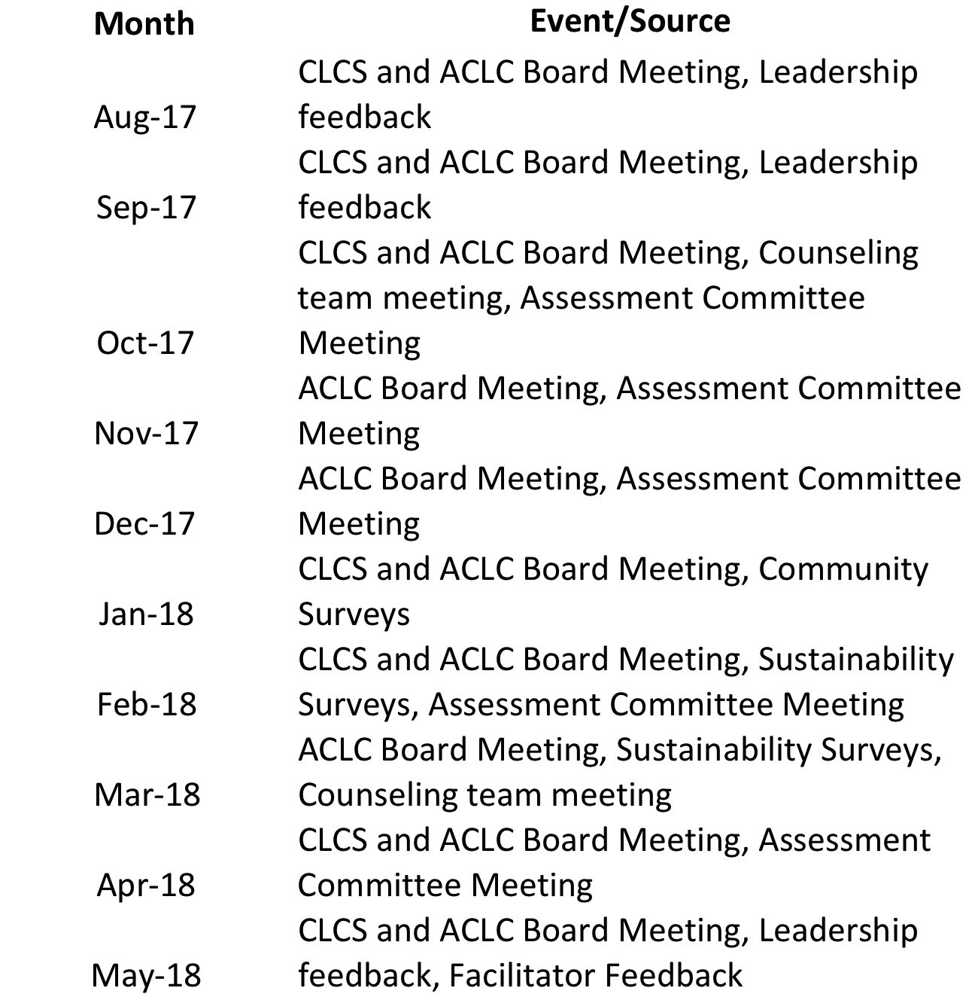 Month Event/Source
CLCS and ACLC Board Meeting, Leadership
Aug-17 feedback
CLCS and ACLC Board Meeting, Leadership
Sep-17 feedback
CLCS and ACLC Board Meeting, Counseling
team meeting, Assessment Committee
Oct-17 Meeting
ACLC Board Meeting, Assessment Committee
Nov-17 Meeting
ACLC Board Meeting, Assessment Committee
Dec-17 Meeting
CLCS and ACLC Board Meeting, Community
Jan-18 Surveys
CLCS and ACLC Board Meeting, Sustainability
Feb-18 Surveys, Assessment Committee Meeting
ACLC Board Meeting, Sustainability Surveys,
Mar-18 Counseling team meeting
CLCS and ACLC Board Meeting, Assessment
Apr-18 Committee Meeting
CLCS and ACLC Board Meeting, Leadership
May-18 feedback, Facilitator Feedback